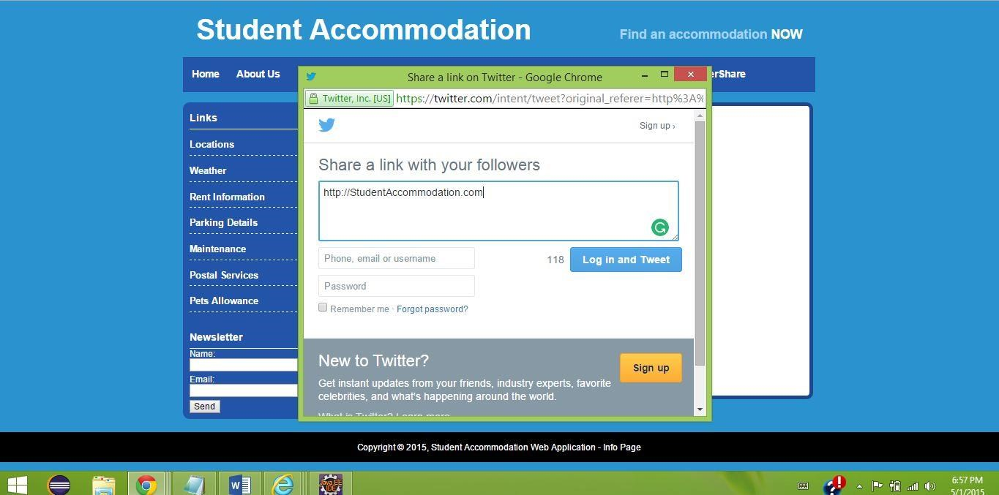 Student Accommodation
Find an accommodation NOW
Home About Us
erShare
Share a link on Twitter - Google Chrome
Twitter, Inc. [US] https://twitter.com/intent/tweet?original_referer=http%3A%
Sign up ›
Share a link with your followers
http://StudentAccommodation.com
Phone, email or username
118 Log in and Tweet
Password
Remember me · Forgot password?
New to Twitter?
Sign up
Get instant updates from your friends, industry experts, favorite
celebrities, and what's happening around the world.
What is Twitter? Learn more
Links
Locations
Weather
Rent Information
Parking Details
Maintenance
Postal Services
Pets Allowance
Newsletter
Name:
Email:
Send
Copyright © 2015, Student Accommodation Web Application - Info Page
Java EE
IDE
6:57 PM
5/1/2015